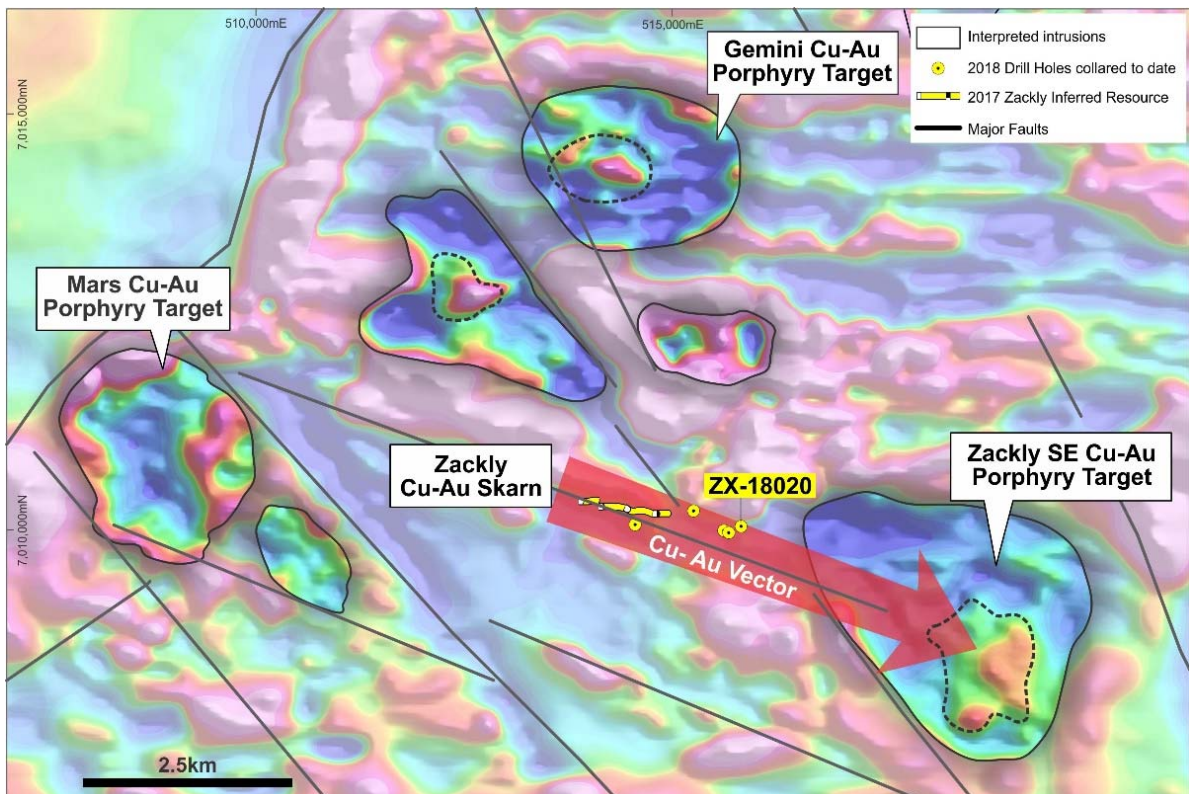 510,000mE
515,000mE
7,015,000mN
7,010,000mN
Gemini Cu-Au
Porphyry Target
Interpreted intrusions
2018 Drill Holes collared to date
2017 Zackly Inferred Resource
Major Faults
Mars Cu-Au
Porphyry Target
Zackly
Cu-Au Skarn
ZX-18020
Zackly SE Cu-Au
Porphyry Target
Cu- Au Vector
2.5km